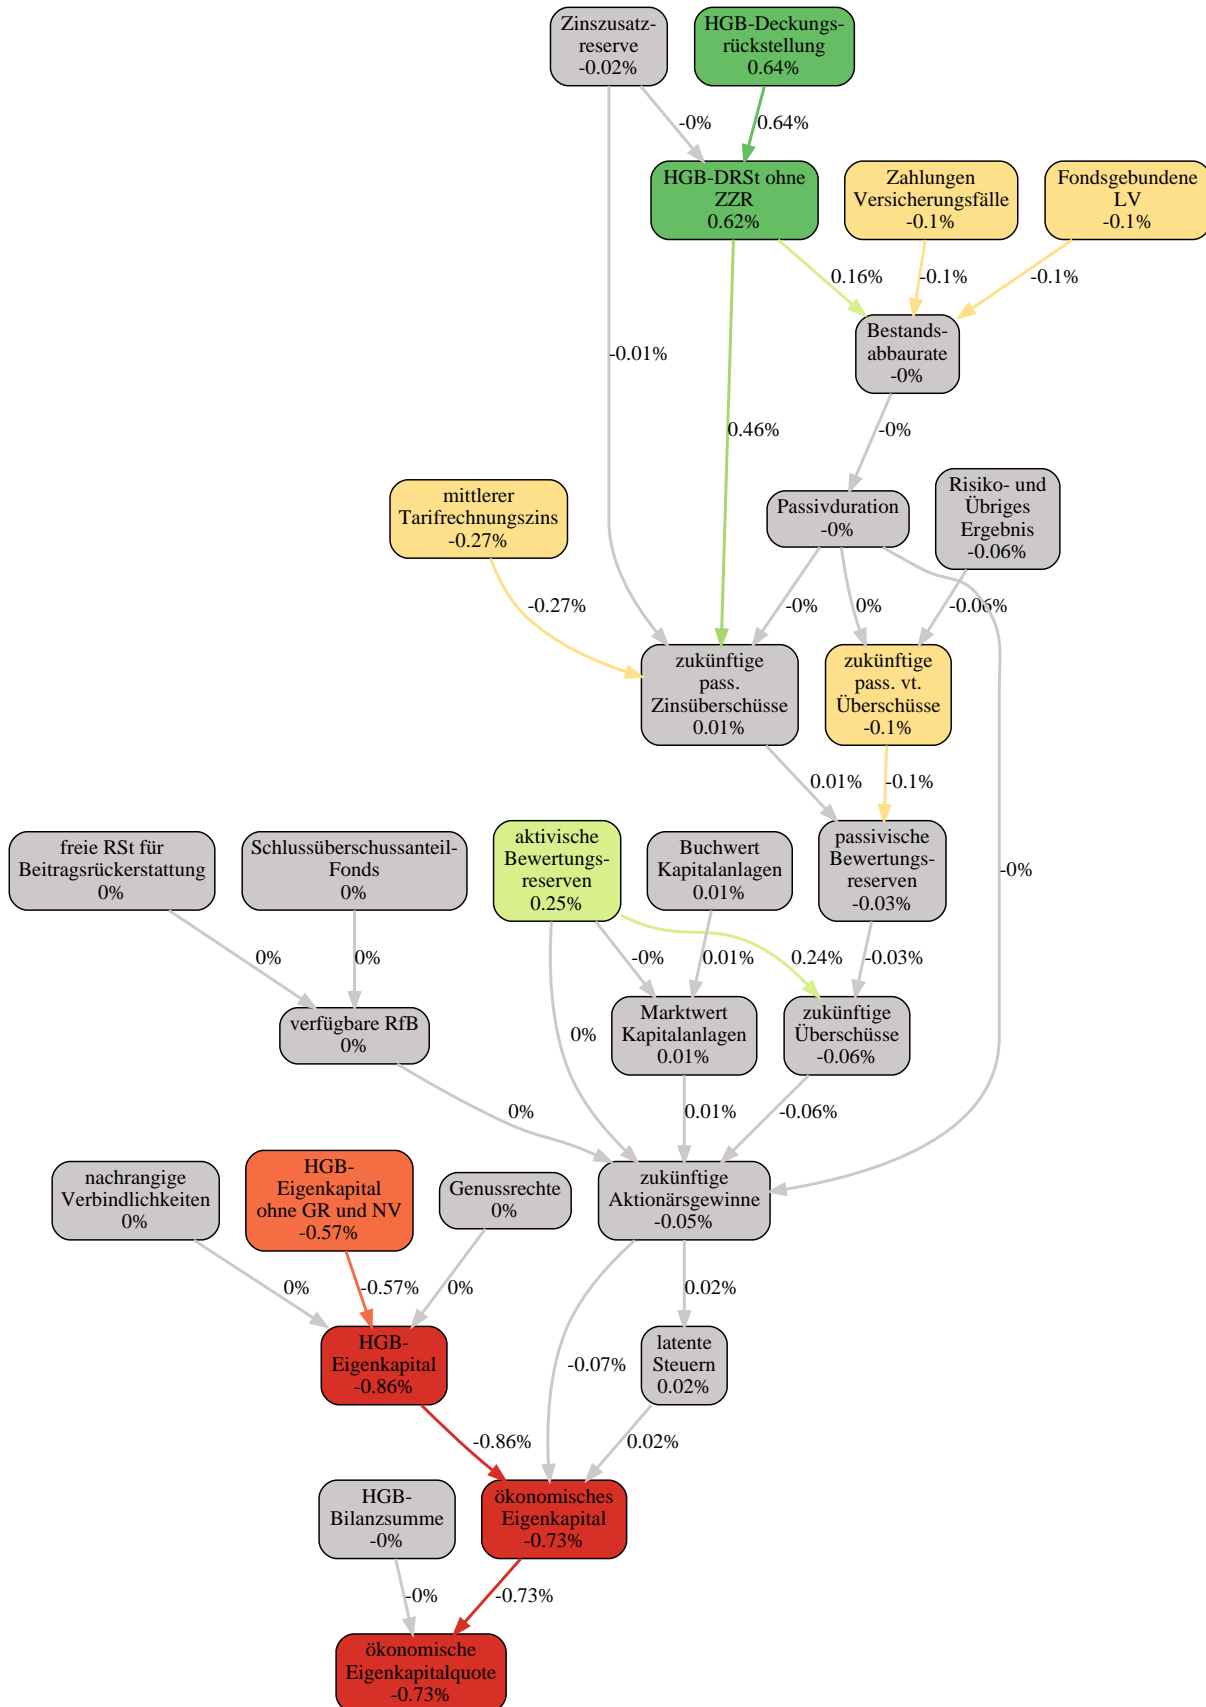 Zinszusatz-
reserve
-0.02%
HGB-Deckungs-
rückstellung
0.64%
-0%
0.64%
HGB-DRSt ohne
ZZR
0.62%
Zahlungen
Versicherungsfälle
-0.1%
Fondsgebundene
LV
-0.1%
0.16%
-0.1%
-0.1%
Bestands-
abbaurate
-0%
-0.01%
0.46%
-0%
mittlerer
Tarifrechnungszins
-0.27%
Passivduration
-0%
Risiko- und
Übriges
Ergebnis
-0.06%
-0.27%
-0%
0%
-0.06%
zukünftige
pass.
Zinsüberschüsse
0.01%
zukünftige
pass. vt.
Überschüsse
-0.1%
0.01%
-0.1%
freie RSt für
Beitragsrückerstattung
0%
Schlussüberschussanteil-
Fonds
0%
aktivische
Bewertungs-
reserven
0.25%
Buchwert
Kapitalanlagen
0.01%
passivische
Bewertungs-
reserven
-0.03%
-0%
0%
0%
-0%
0.01%
0.24%
-0.03%
verfügbare RfB
0%
0%
Marktwert
Kapitalanlagen
0.01%
zukünftige
Überschüsse
-0.06%
0%
0.01%
-0.06%
nachrangige
Verbindlichkeiten
0%
HGB-
Eigenkapital
ohne GR und NV
-0.57%
Genussrechte
0%
zukünftige
Aktionärsgewinne
-0.05%
0%
-0.57%
0%
0.02%
HGB-
Eigenkapital
-0.86%
-0.07%
latente
Steuern
0.02%
-0.86%
0.02%
HGB-
Bilanzsumme
-0%
ökonomisches
Eigenkapital
-0.73%
-0%
-0.73%
ökonomische
Eigenkapitalquote
-0.73%